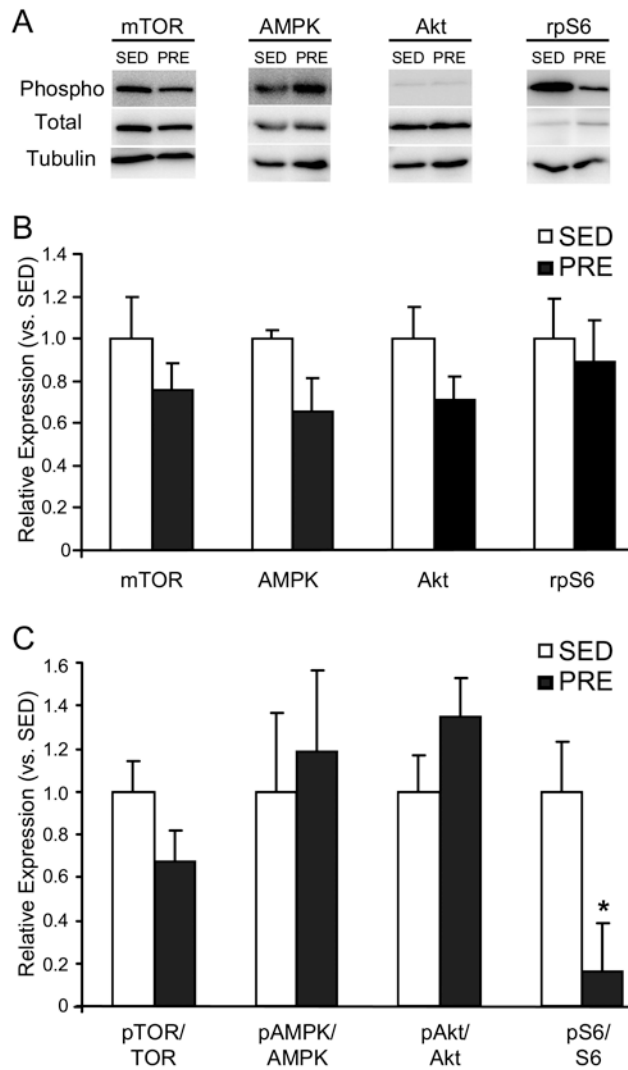 A
mTOR AMPK Akt rpS6
SED PRE SED PRE SED PRE SED PRE
Phospho
Total
Tubulin
B
SED
PRE
Relative Expression (vs. SED)
1.4
1.2
1.0
0.8
0.6
0.4
0.2
0
mTOR AMPK Akt rpS6
C
SED
PRE
Relative Expression (vs. SED)
1.6
1.4
1.2
1.0
0.8
0.6
0.4
0.2
0
*
pTOR/ pAMPK/ pAkt/ pS6/
TOR AMPK Akt S6